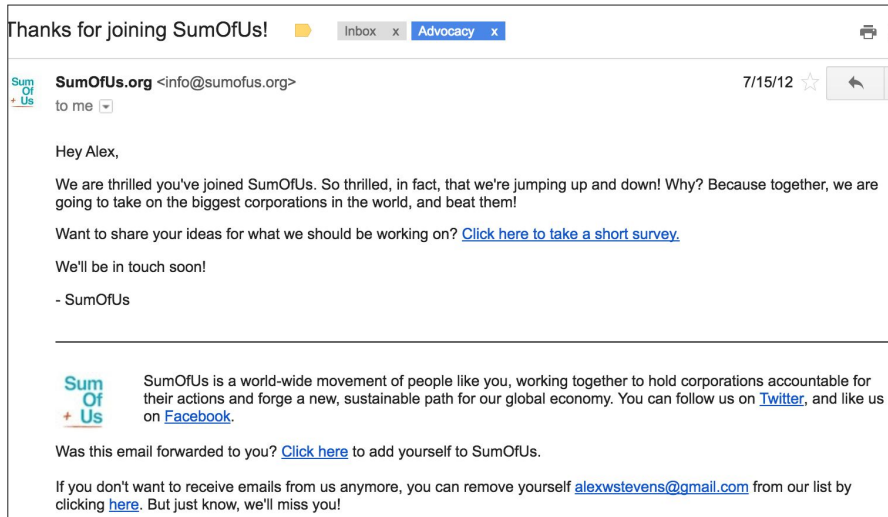 Thanks for joining SumOfUs!
Inbox x
Advocacy x
Sum
Of
+ Us
SumOfUs.org <info@sumofus.org>
7/15/12
to me
Hey Alex,
We are thrilled you've joined SumOfUs. So thrilled, in fact, that we're jumping up and down! Why? Because together, we are
going to take on the biggest corporations in the world, and beat them!
Want to share your ideas for what we should be working on? Click here to take a short survey.
We'll be in touch soon!
- SumOfUs
Sum
Of
+ Us
SumOfUs is a world-wide movement of people like you, working together to hold corporations accountable for
their actions and forge a new, sustainable path for our global economy. You can follow us on Twitter, and like us
on Facebook.
Was this email forwarded to you? Click here to add yourself to SumOfUs.
If you don't want to receive emails from us anymore, you can remove yourself alexwstevens@gmail.com from our list by
clicking here. But just know, we'll miss you!